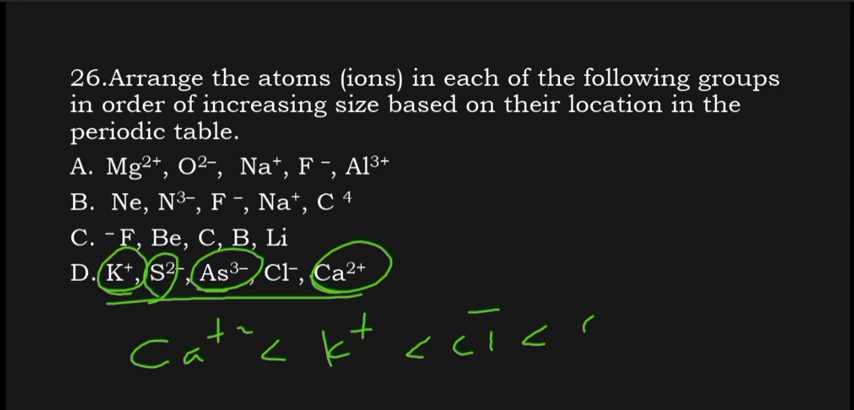 26.Arrange the atoms (ions) in each of the following groups
in order of increasing size based on their location in the
periodic table.
A. Mg²⁺, O²⁻, Na⁺, F ⁻, Al³⁺
B. Ne, N³⁻, F ⁻, Na⁺, C ⁴
C. ⁻F, Be, C, B, Li
D. K⁺, S²⁻, As³⁻, Cl⁻, Ca²⁺
Ca⁺² < K⁺ < Cl⁻ <